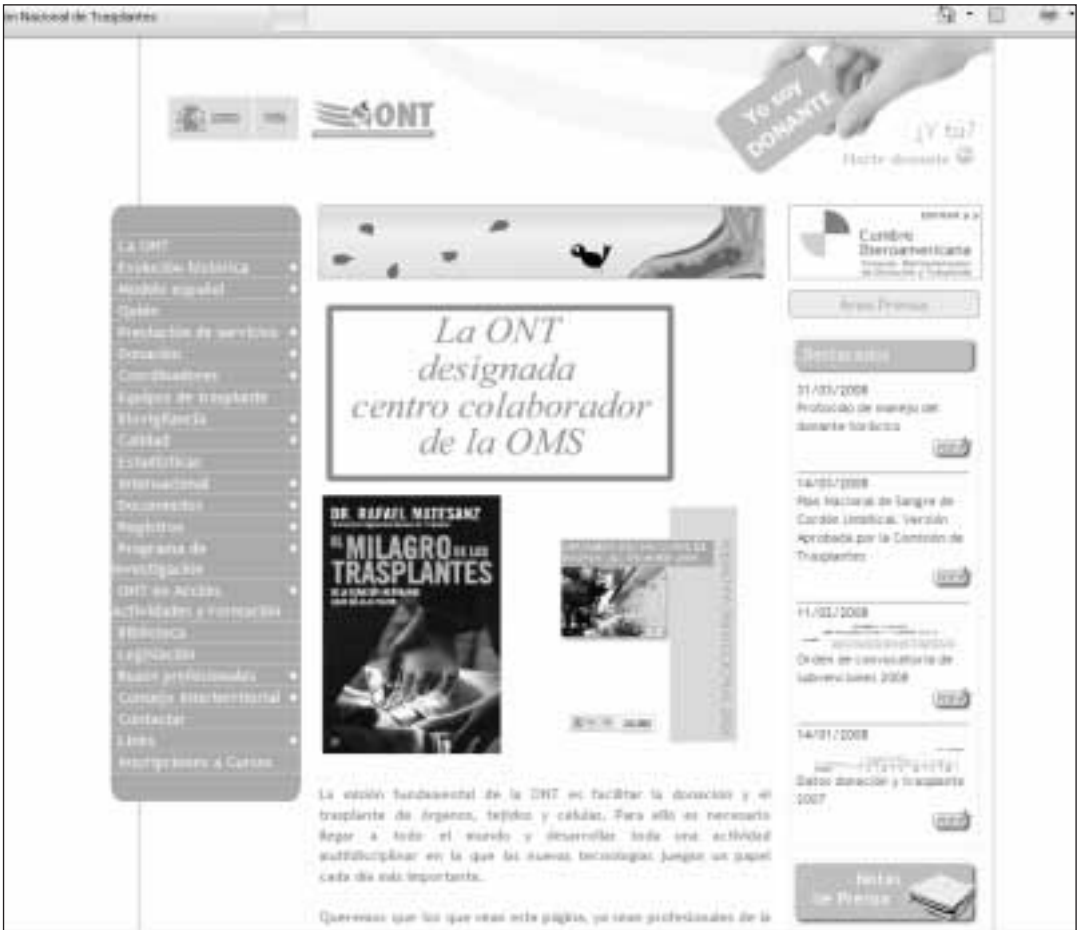 Nacional de Trasplantes
ONT
Yo soy
DONANTE
¿Y tú?
Hazte donante
La ONT
Evolución histórica
Modelo español
Prestación de servicios
Donación
Coordinadores
Equipos de trasplante
Biovigilancia
Calidad
Estadísticas
Internacional
Documentos
Registros
Programa de
Investigación
ONT en Acción
Actividades y Formación
Biblioteca
Legislación
Buzón profesionales
Consejo Interterritorial
Contactar
Links
Inscripciones a Cursos
La ONT
designada
centro colaborador
de la OMS
DR. RAFAEL MATESANZ
EL MILAGRO DE LOS
TRASPLANTES
La misión fundamental de la ONT es facilitar la donación y el
trasplante de órganos, tejidos y células. Para ello es necesario
llegar a todo el mundo y desarrollar toda una actividad
multidisciplinar en la que las nuevas tecnologías juegan un papel
cada día más importante.
Queremos que los que vean esta página, ya sean profesionales de la
Cumbre
Iberoamericana
Area Prensa
Destacados
31/03/2008
Protocolo de manejo del
donante torácico
14/03/2008
Plan Nacional de Sangre de
Cordón Umbilical. Versión
Aprobada por la Comisión de
Trasplantes
11/02/2008
Orden de convocatoria de
subvenciones 2008
14/01/2008
Datos donación y trasplante
2007
Notas
de Prensa